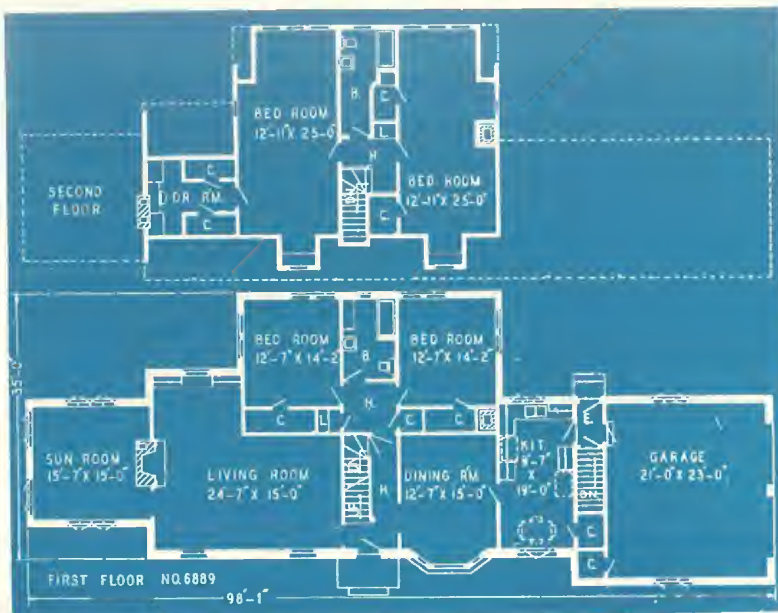 BED ROOM
12'-11" X 25'-0
B
C
L
H
BED ROOM
12'-11" X 25'-0"
C
DN
C
DR RM.
C
SECOND
FLOOR
BED ROOM
12'-7" X 14'-2
B
BED ROOM
12'-7" X 14'-2"
C
L
H
C
C
35'-0"
SUN ROOM
15'-7" X 15'-0"
LIVING ROOM
24'-7" X 15'-0"
H
DINING RM.
12'-7" X 15'-0"
KIT.
X
19'-0"
E
DN
C
C
GARAGE
21'-0" X 23'-0"
FIRST FLOOR NO. 6889
98'-1"